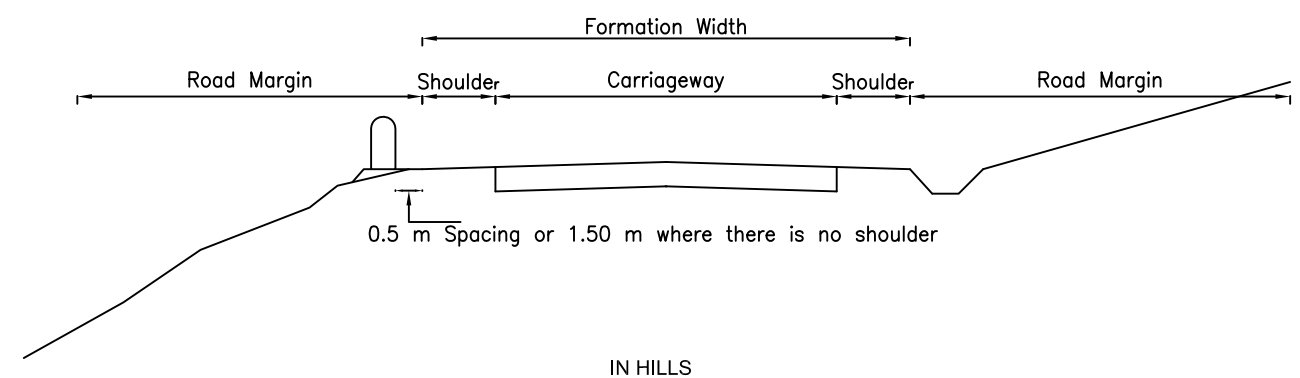 Formation Width
Road Margin Shoulder Carriageway Shoulder Road Margin
0.5 m Spacing or 1.50 m where there is no shoulder
IN HILLS